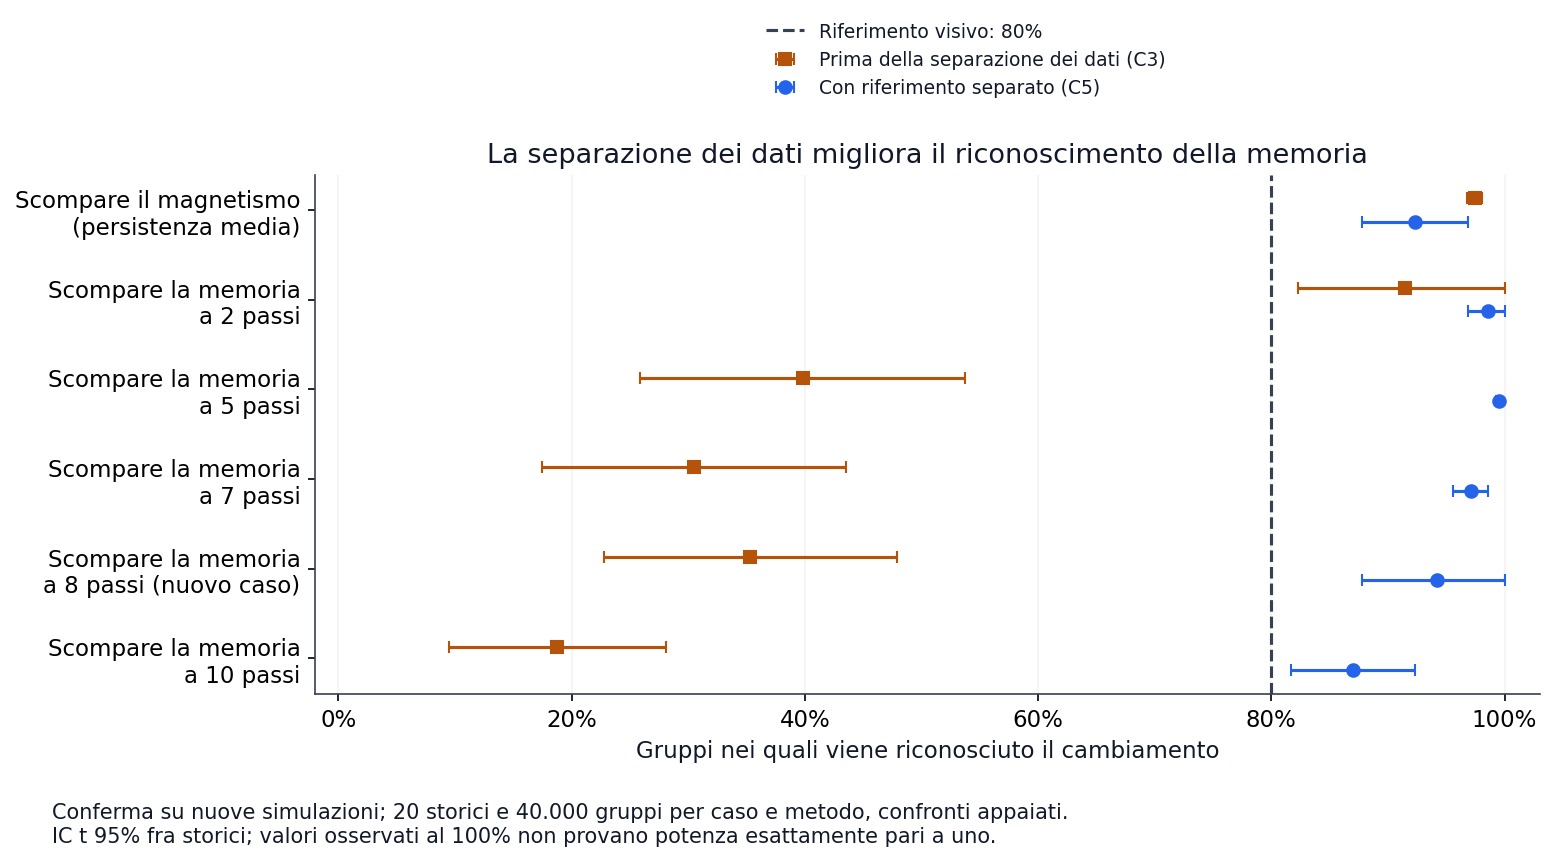 Riferimento visivo: 80%
Prima della separazione dei dati (C3)
Con riferimento separato (C5)
La separazione dei dati migliora il riconoscimento della memoria
Scompare il magnetismo
(persistenza media)
Scompare la memoria
a 2 passi
Scompare la memoria
a 5 passi
Scompare la memoria
a 7 passi
Scompare la memoria
a 8 passi (nuovo caso)
Scompare la memoria
a 10 passi
0% 20% 40% 60% 80% 100%
Gruppi nei quali viene riconosciuto il cambiamento
Conferma su nuove simulazioni; 20 storici e 40.000 gruppi per caso e metodo, confronti appaiati.
IC t 95% fra storici; valori osservati al 100% non provano potenza esattamente pari a uno.